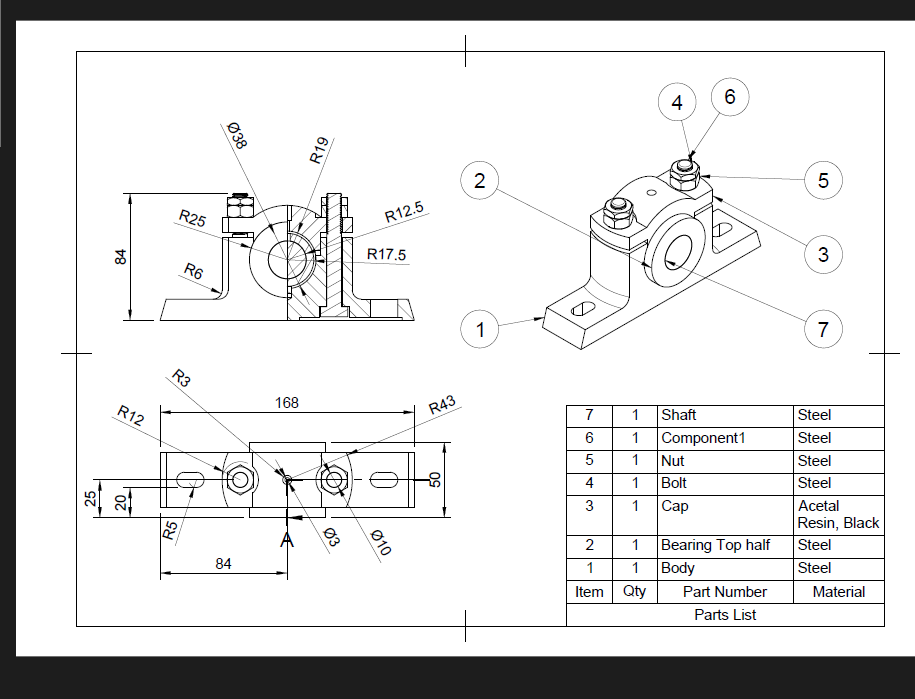 Ø38
R19
R25
R12.5
R17.5
R6
84
4
6
2
5
3
1
7
R3
168
R43
R12
25
20
50
R5
A
Ø3
Ø10
84
7 1 Shaft Steel
6 1 Component1 Steel
5 1 Nut Steel
4 1 Bolt Steel
3 1 Cap Acetal
Resin, Black
2 1 Bearing Top half Steel
1 1 Body Steel
Item Qty Part Number Material
Parts List